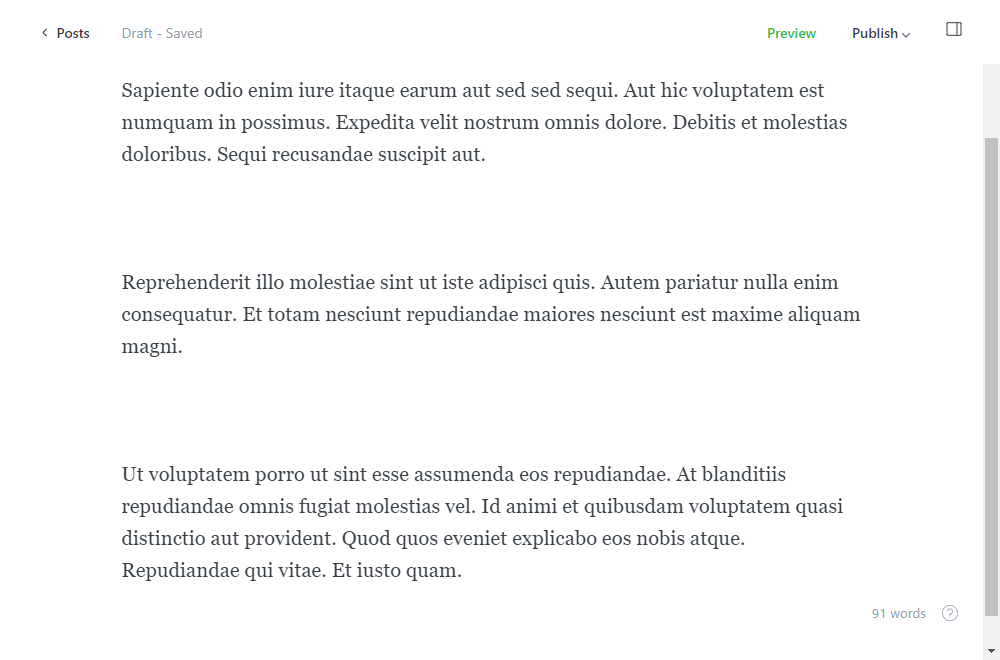 Posts
Draft - Saved
Preview
Publish
Sapiente odio enim iure itaque earum aut sed sed sequi. Aut hic voluptatem est
numquam in possimus. Expedita velit nostrum omnis dolore. Debitis et molestias
doloribus. Sequi recusandae suscipit aut.
Reprehenderit illo molestiae sint ut iste adipisci quis. Autem pariatur nulla enim
consequatur. Et totam nesciunt repudiandae maiores nesciunt est maxime aliquam
magni.
Ut voluptatem porro ut sint esse assumenda eos repudiandae. At blanditiis
repudiandae omnis fugiat molestias vel. Id animi et quibusdam voluptatem quasi
distinctio aut provident. Quod quos eveniet explicabo eos nobis atque.
Repudiandae qui vitae. Et iusto quam.
91 words
?